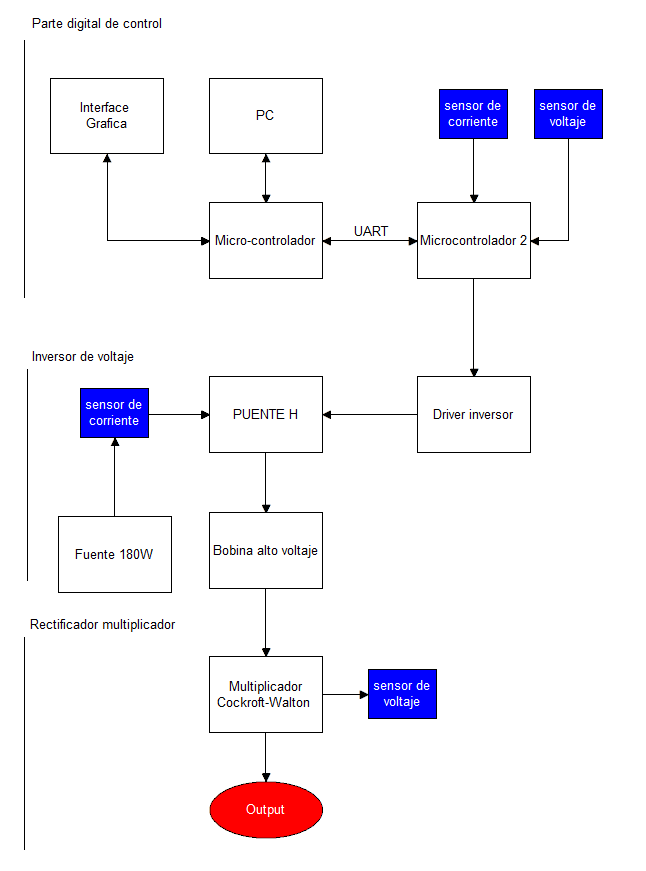 Parte digital de control
Interface
Grafica
PC
sensor de
corriente
sensor de
voltaje
Micro-controlador
UART
Microcontrolador 2
Inversor de voltaje
sensor de
corriente
PUENTE H
Driver inversor
Fuente 180W
Bobina alto voltaje
Rectificador multiplicador
Multiplicador
Cockroft-Walton
sensor de
voltaje
Output